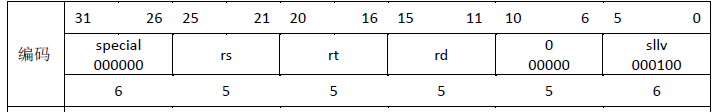 31 26 25 21 20 16 15 11 10 6 5 0
编码
special rs rt rd 0 sllv
000000 00000 000100
6 5 5 5 5 6